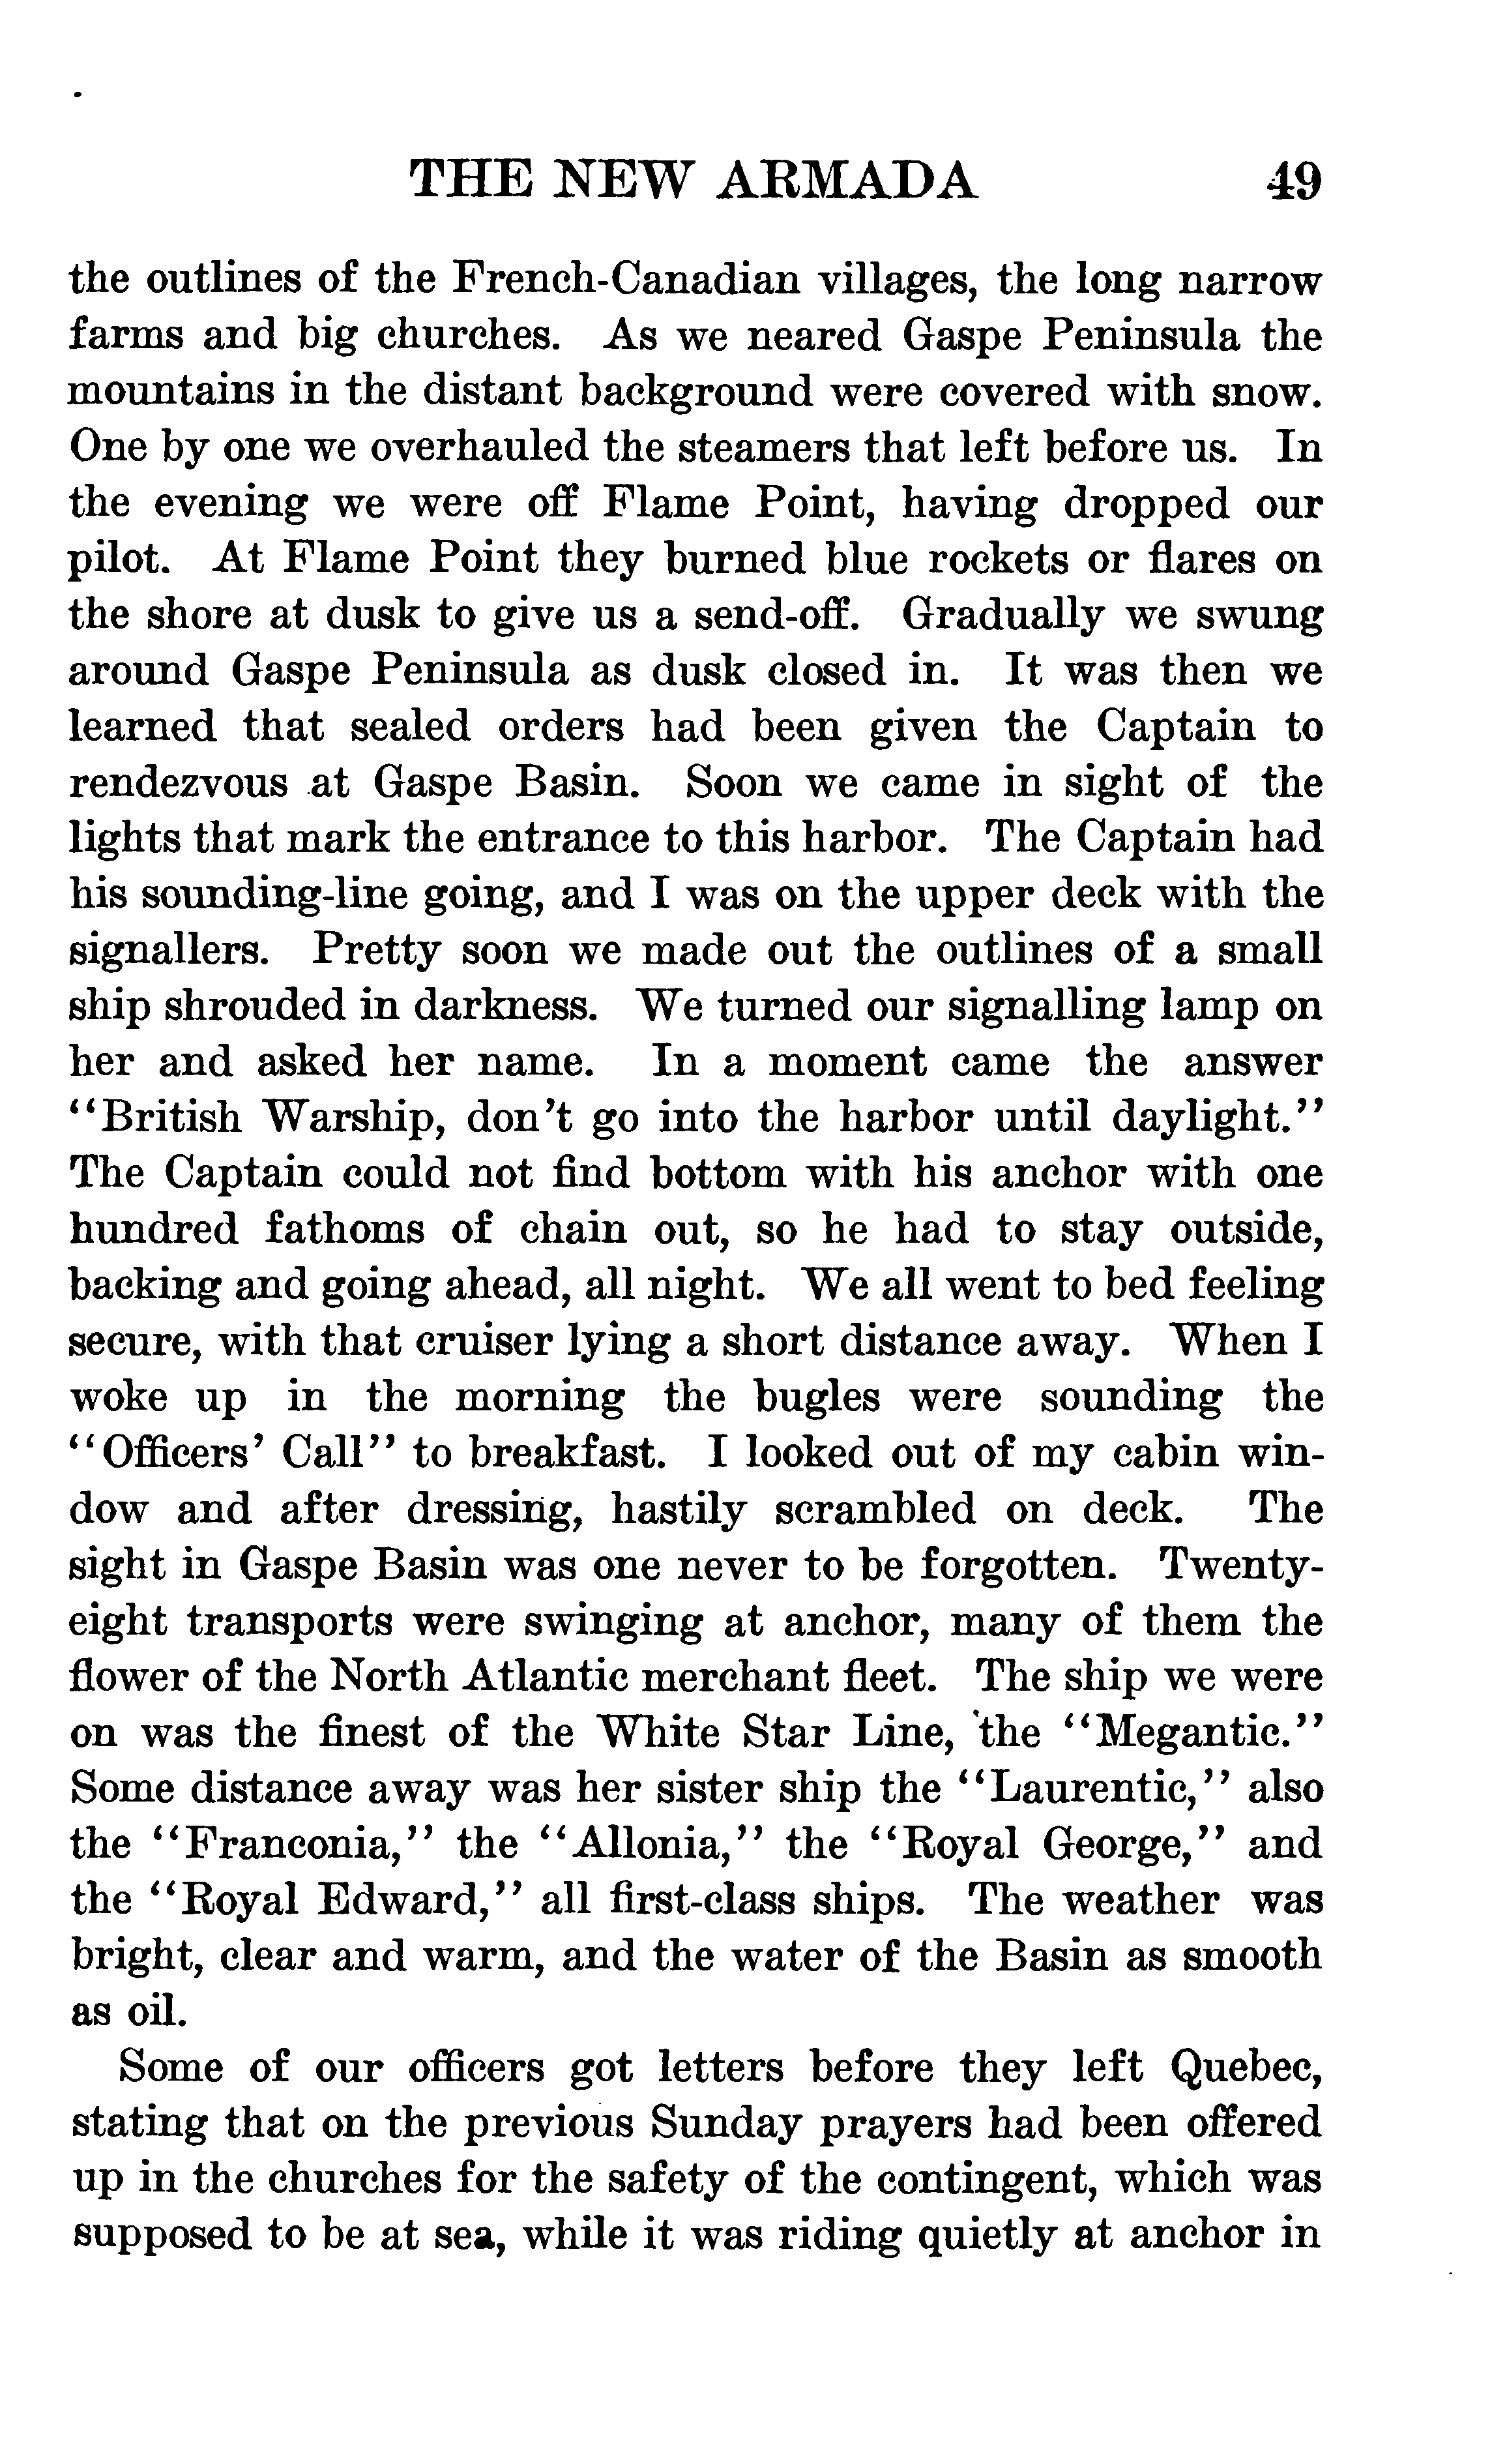 THE NEW ARMADA 49
the outlines of the French-Canadian villages, the long narrow
farms and big churches. As we neared Gaspe Peninsula the
mountains in the distant background were covered with snow.
One by one we overhauled the steamers that left before us. In
the evening we were off Flame Point, having dropped our
pilot. At Flame Point they burned blue rockets or flares on
the shore at dusk to give us a send-off. Gradually we swung
around Gaspe Peninsula as dusk closed in. It was then we
learned that sealed orders had been given the Captain to
rendezvous at Gaspe Basin. Soon we came in sight of the
lights that mark the entrance to this harbor. The Captain had
his sounding-line going, and I was on the upper deck with the
signallers. Pretty soon we made out the outlines of a small
ship shrouded in darkness. We turned our signalling lamp on
her and asked her name. In a moment came the answer
"British Warship, don't go into the harbor until daylight."
The Captain could not find bottom with his anchor with one
hundred fathoms of chain out, so he had to stay outside,
backing and going ahead, all night. We all went to bed feeling
secure, with that cruiser lying a short distance away. When I
woke up in the morning the bugles were sounding the
"Officers' Call" to breakfast. I looked out of my cabin win-
dow and after dressing, hastily scrambled on deck. The
sight in Gaspe Basin was one never to be forgotten. Twenty-
eight transports were swinging at anchor, many of them the
flower of the North Atlantic merchant fleet. The ship we were
on was the finest of the White Star Line, the "Megantic."
Some distance away was her sister ship the "Laurentic," also
the "Franconia," the "Allonia," the "Royal George," and
the "Royal Edward," all first-class ships. The weather was
bright, clear and warm, and the water of the Basin as smooth
as oil.
Some of our officers got letters before they left Quebec,
stating that on the previous Sunday prayers had been offered
up in the churches for the safety of the contingent, which was
supposed to be at sea, while it was riding quietly at anchor in